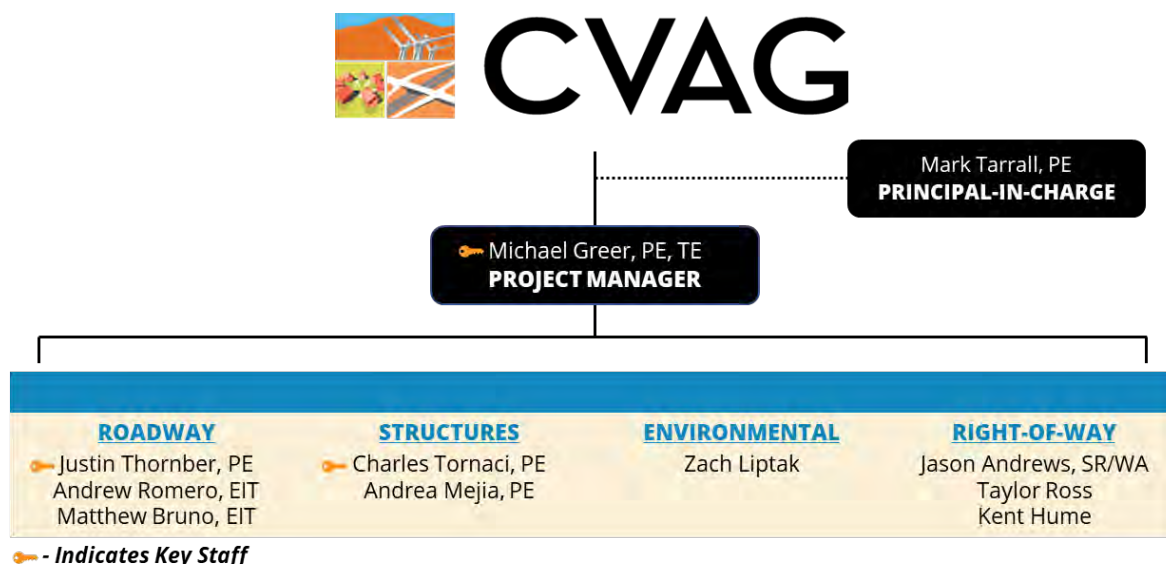 CVAG
Mark Tarrall, PE
PRINCIPAL-IN-CHARGE
Michael Greer, PE, TE
PROJECT MANAGER
ROADWAY
Justin Thornber, PE
Andrew Romero, EIT
Matthew Bruno, EIT
STRUCTURES
Charles Tornaci, PE
Andrea Mejia, PE
ENVIRONMENTAL
Zach Liptak
RIGHT-OF-WAY
Jason Andrews, SR/WA
Taylor Ross
Kent Hume
- Indicates Key Staff